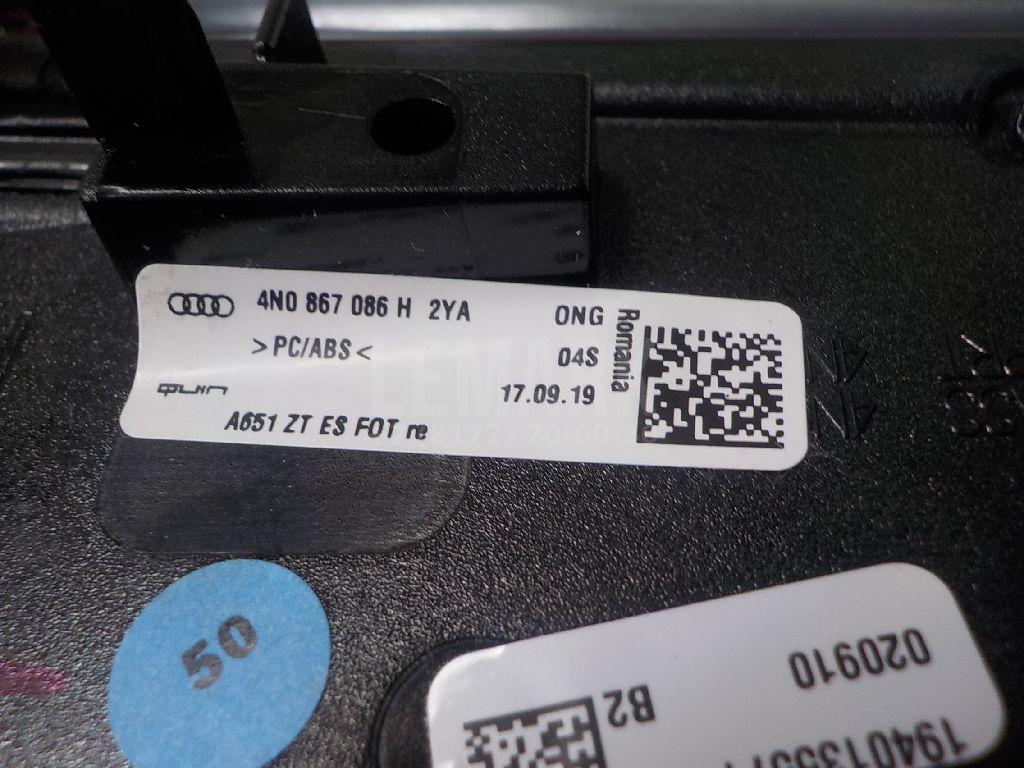 4N0 867 086 H 2YA ONG
Romania
>PC/ABS< 04S
17.09.19
A651 ZT ES FOT re
50
020910
B2